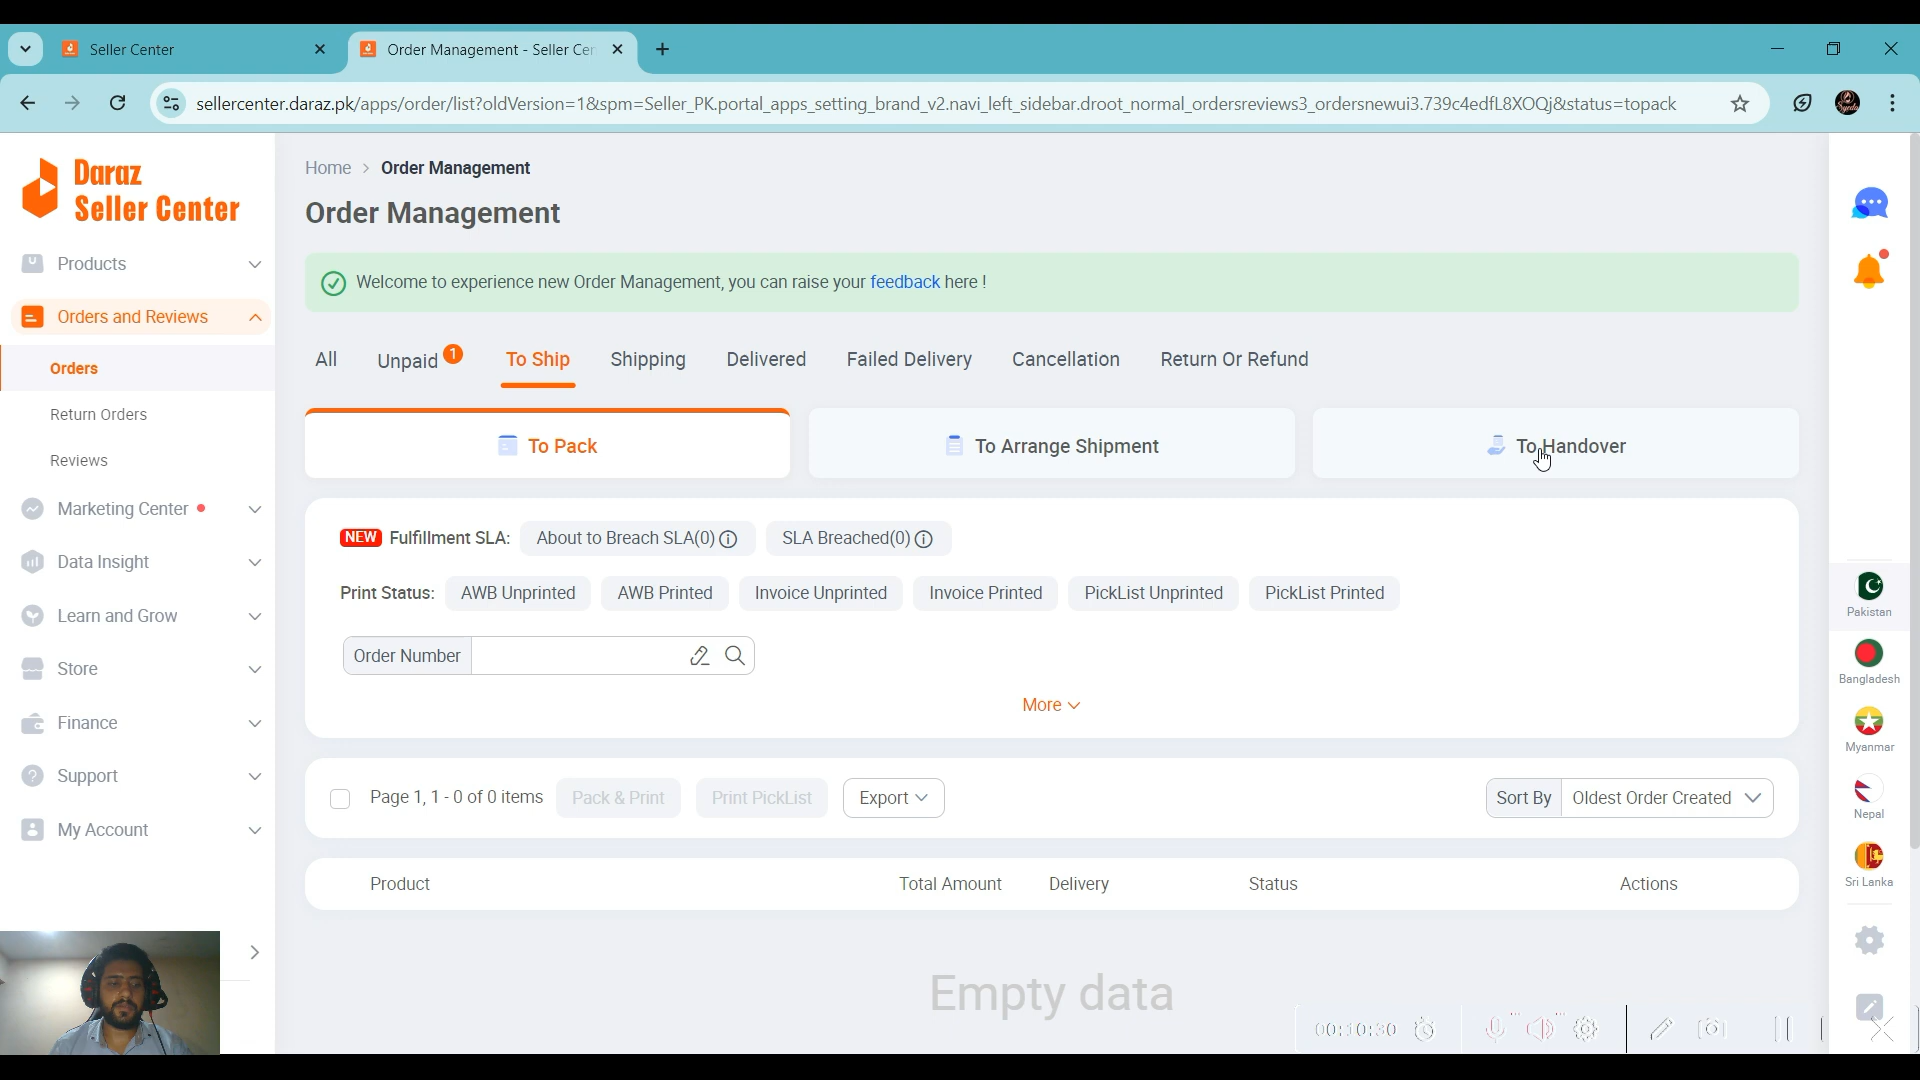 Seller Center
Order Management - Seller Cen
sellercenter.daraz.pk/apps/order/list?oldVersion=1&spm=Seller_PK.portal_apps_setting_brand_v2.navi_left_sidebar.droot_normal_ordersreviews3_ordersnewui3.739c4edfL8XOQj&status=topack
Daraz
Seller Center
Products
Orders and Reviews
Orders
Return Orders
Reviews
Marketing Center
Data Insight
Learn and Grow
Store
Finance
Support
My Account
Home > Order Management
Order Management
Welcome to experience new Order Management, you can raise your feedback here !
All Unpaid 1 To Ship Shipping Delivered Failed Delivery Cancellation Return Or Refund
To Pack To Arrange Shipment To Handover
NEW Fulfillment SLA: About to Breach SLA(0) SLA Breached(0)
Print Status: AWB Unprinted AWB Printed Invoice Unprinted Invoice Printed PickList Unprinted PickList Printed
Order Number
More
Page 1, 1 - 0 of 0 items Pack & Print Print PickList Export Sort By Oldest Order Created
Product Total Amount Delivery Status Actions
Empty data
Pakistan
Bangladesh
Myanmar
Nepal
Sri Lanka
00:10:30